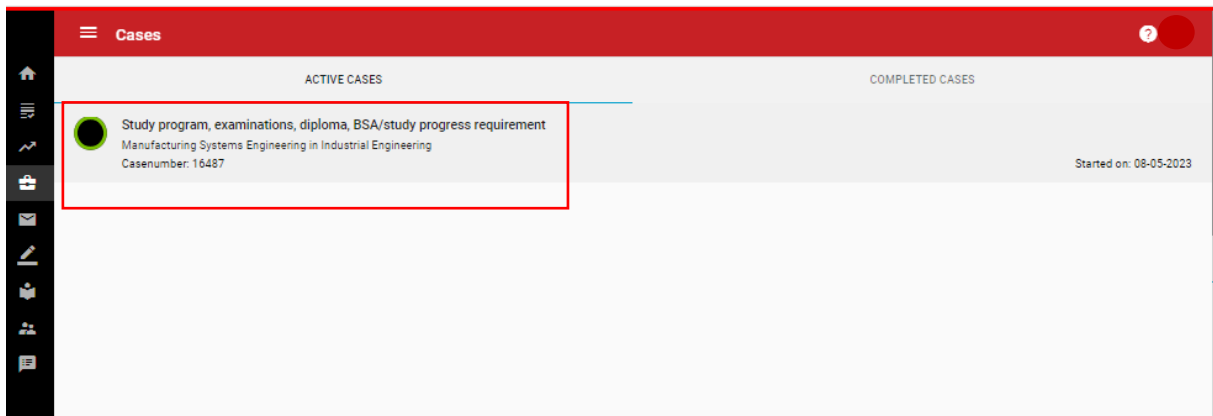 Cases
?
ACTIVE CASES
COMPLETED CASES
Study program, examinations, diploma, BSA/study progress requirement
Manufacturing Systems Engineering in Industrial Engineering
Casenumber: 16487
Started on: 08-05-2023